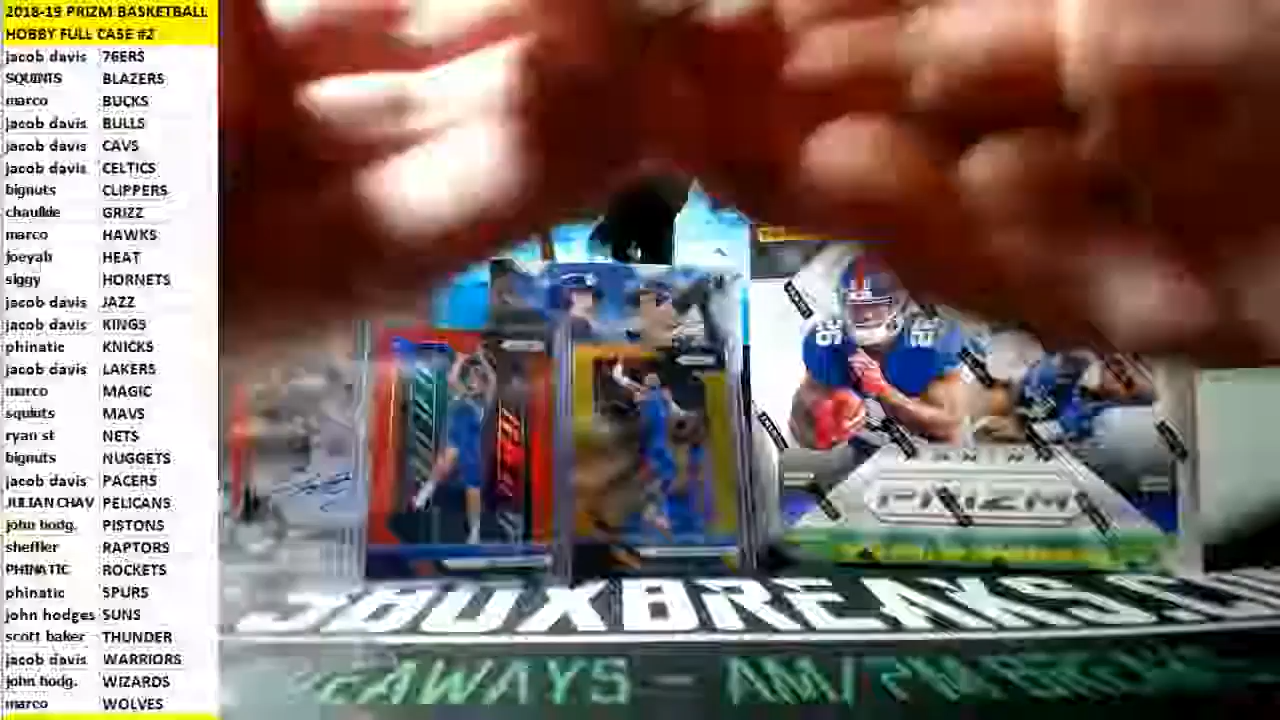 2018-19 PRIZM BASKETBALL
HOBBY FULL CASE #2
jacob davis 76ERS
SQUINTS BLAZERS
marco BUCKS
jacob davis BULLS
jacob davis CAVS
jacob davis CELTICS
bignuts CLIPPERS
chaulkie GRIZZ
marco HAWKS
joeyah HEAT
siggy HORNETS
jacob davis JAZZ
jacob davis KINGS
phinatic KNICKS
jacob davis LAKERS
marco MAGIC
squints MAVS
ryan st NETS
bignuts NUGGETS
jacob davis PACERS
JULIAN CHAV PELICANS
john hodg. PISTONS
sheffler RAPTORS
PHINATIC ROCKETS
phinatic SPURS
john hodges SUNS
scott baker THUNDER
jacob davis WARRIORS
john hodg. WIZARDS
marco WOLVES
26
PANINI
PRIZM